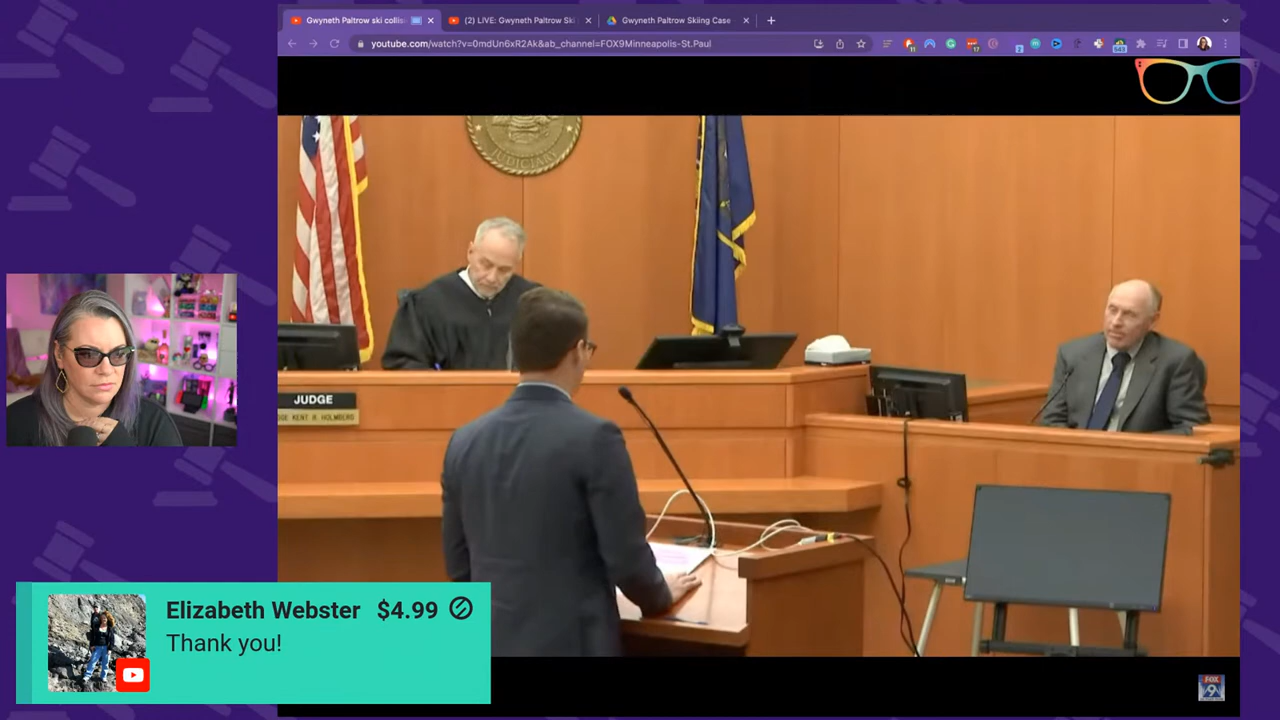 Gwyneth Paltrow ski collisi
(2) LIVE: Gwyneth Paltrow Ski
Gwyneth Paltrow Skiing Case
youtube.com/watch?v=0mdUn6xR2Ak&ab_channel=FOX9Minneapolis-St.Paul
JUDICIARY
JUDGE
JUDGE KENT R. HOLMBERG
Elizabeth Webster $4.99
Thank you!
FOX
9